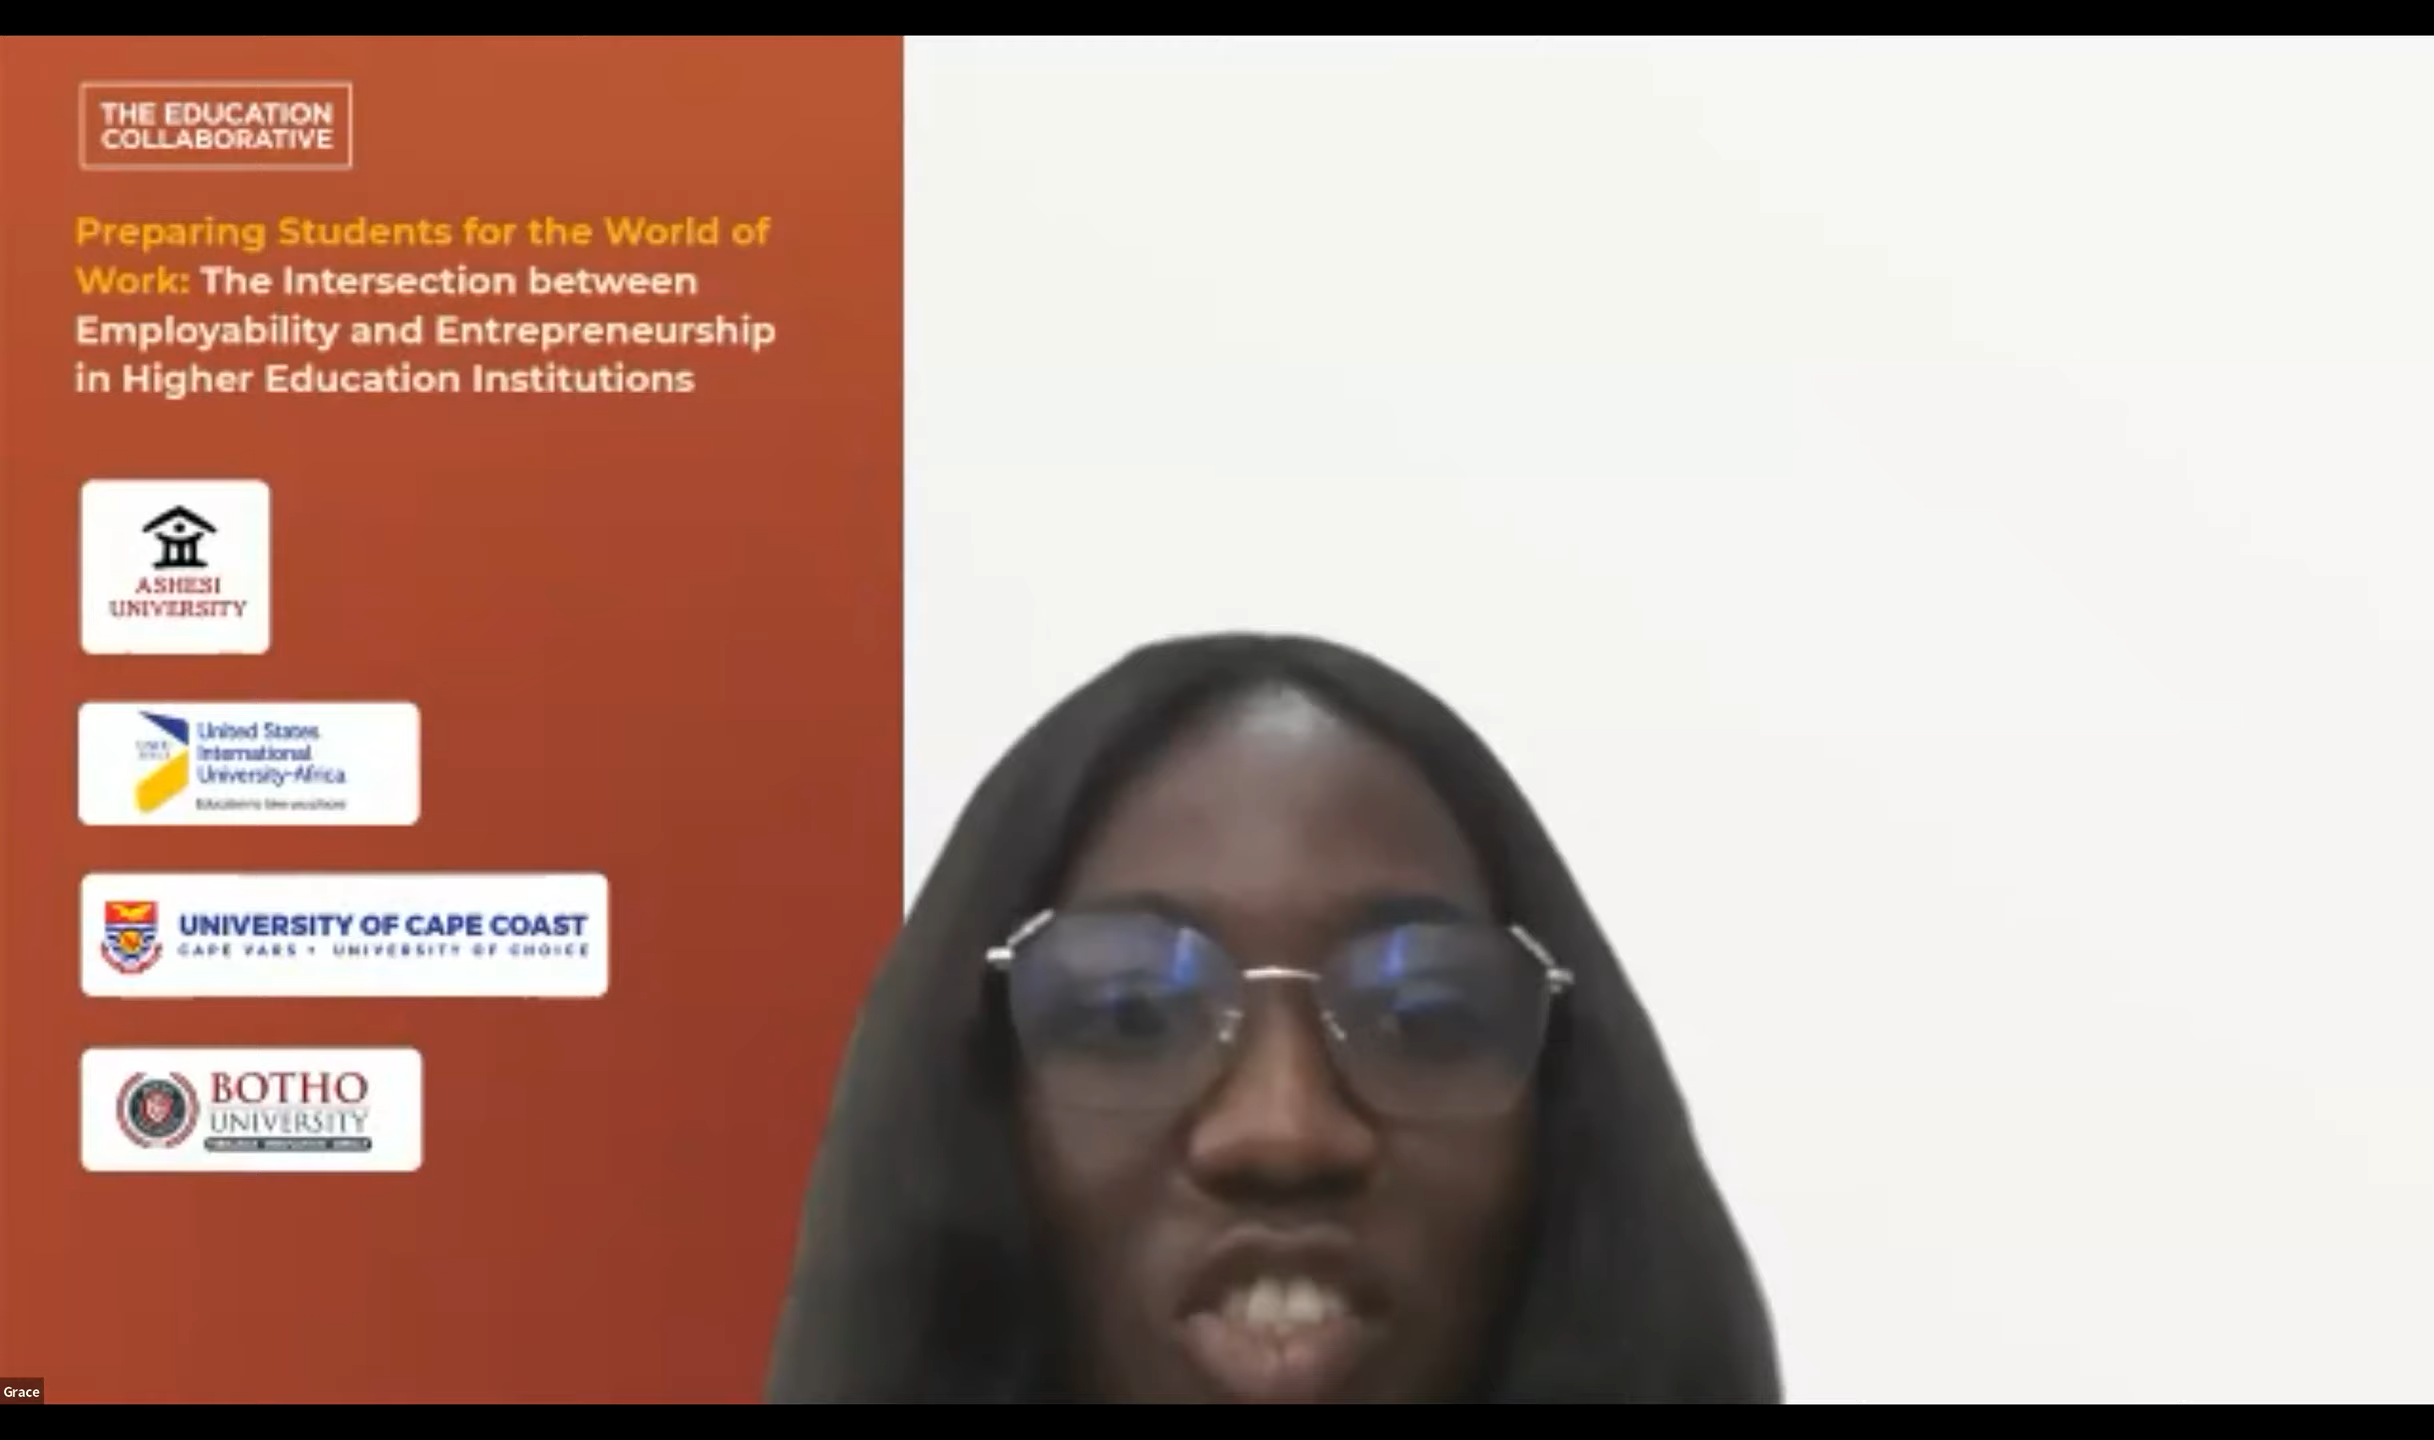 THE EDUCATION
COLLABORATIVE
Preparing Students for the World of
Work: The Intersection between
Employability and Entrepreneurship
in Higher Education Institutions
ASHESI
UNIVERSITY
United States
International
University-Africa
UNIVERSITY OF CAPE COAST
CAPE VARS • UNIVERSITY OF CHOICE
BOTHO
UNIVERSITY
Grace